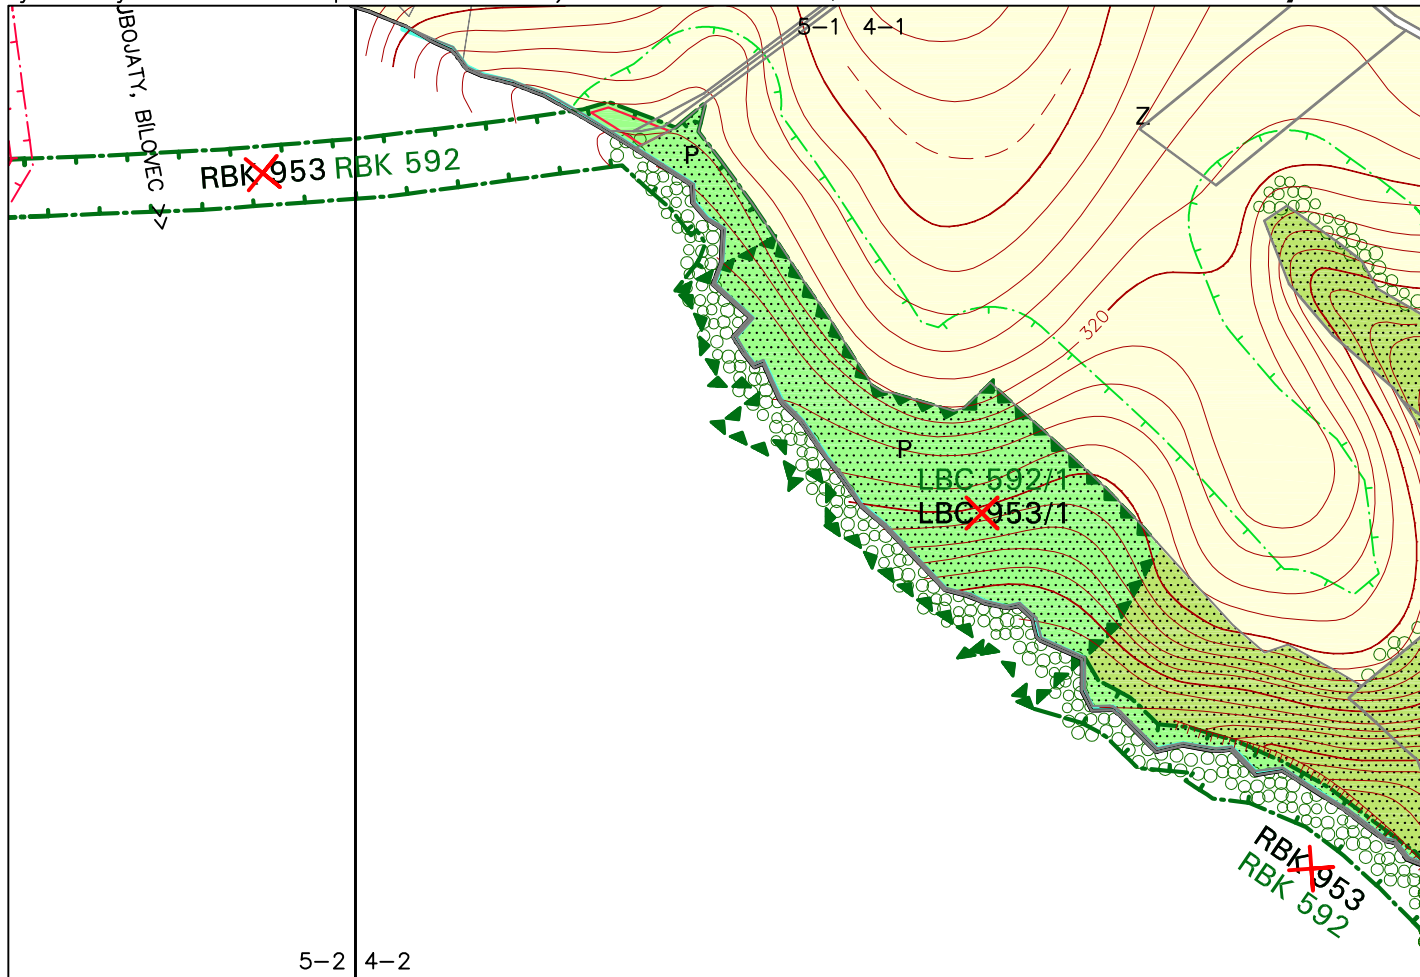 5-1 4-1
UBOJATY, BÍLOVEC >>
Z
P
RBK 953 RBK 592
320
P
LBC 592/1
LBC 953/1
RBK 953
RBK 592
5-2 4-2